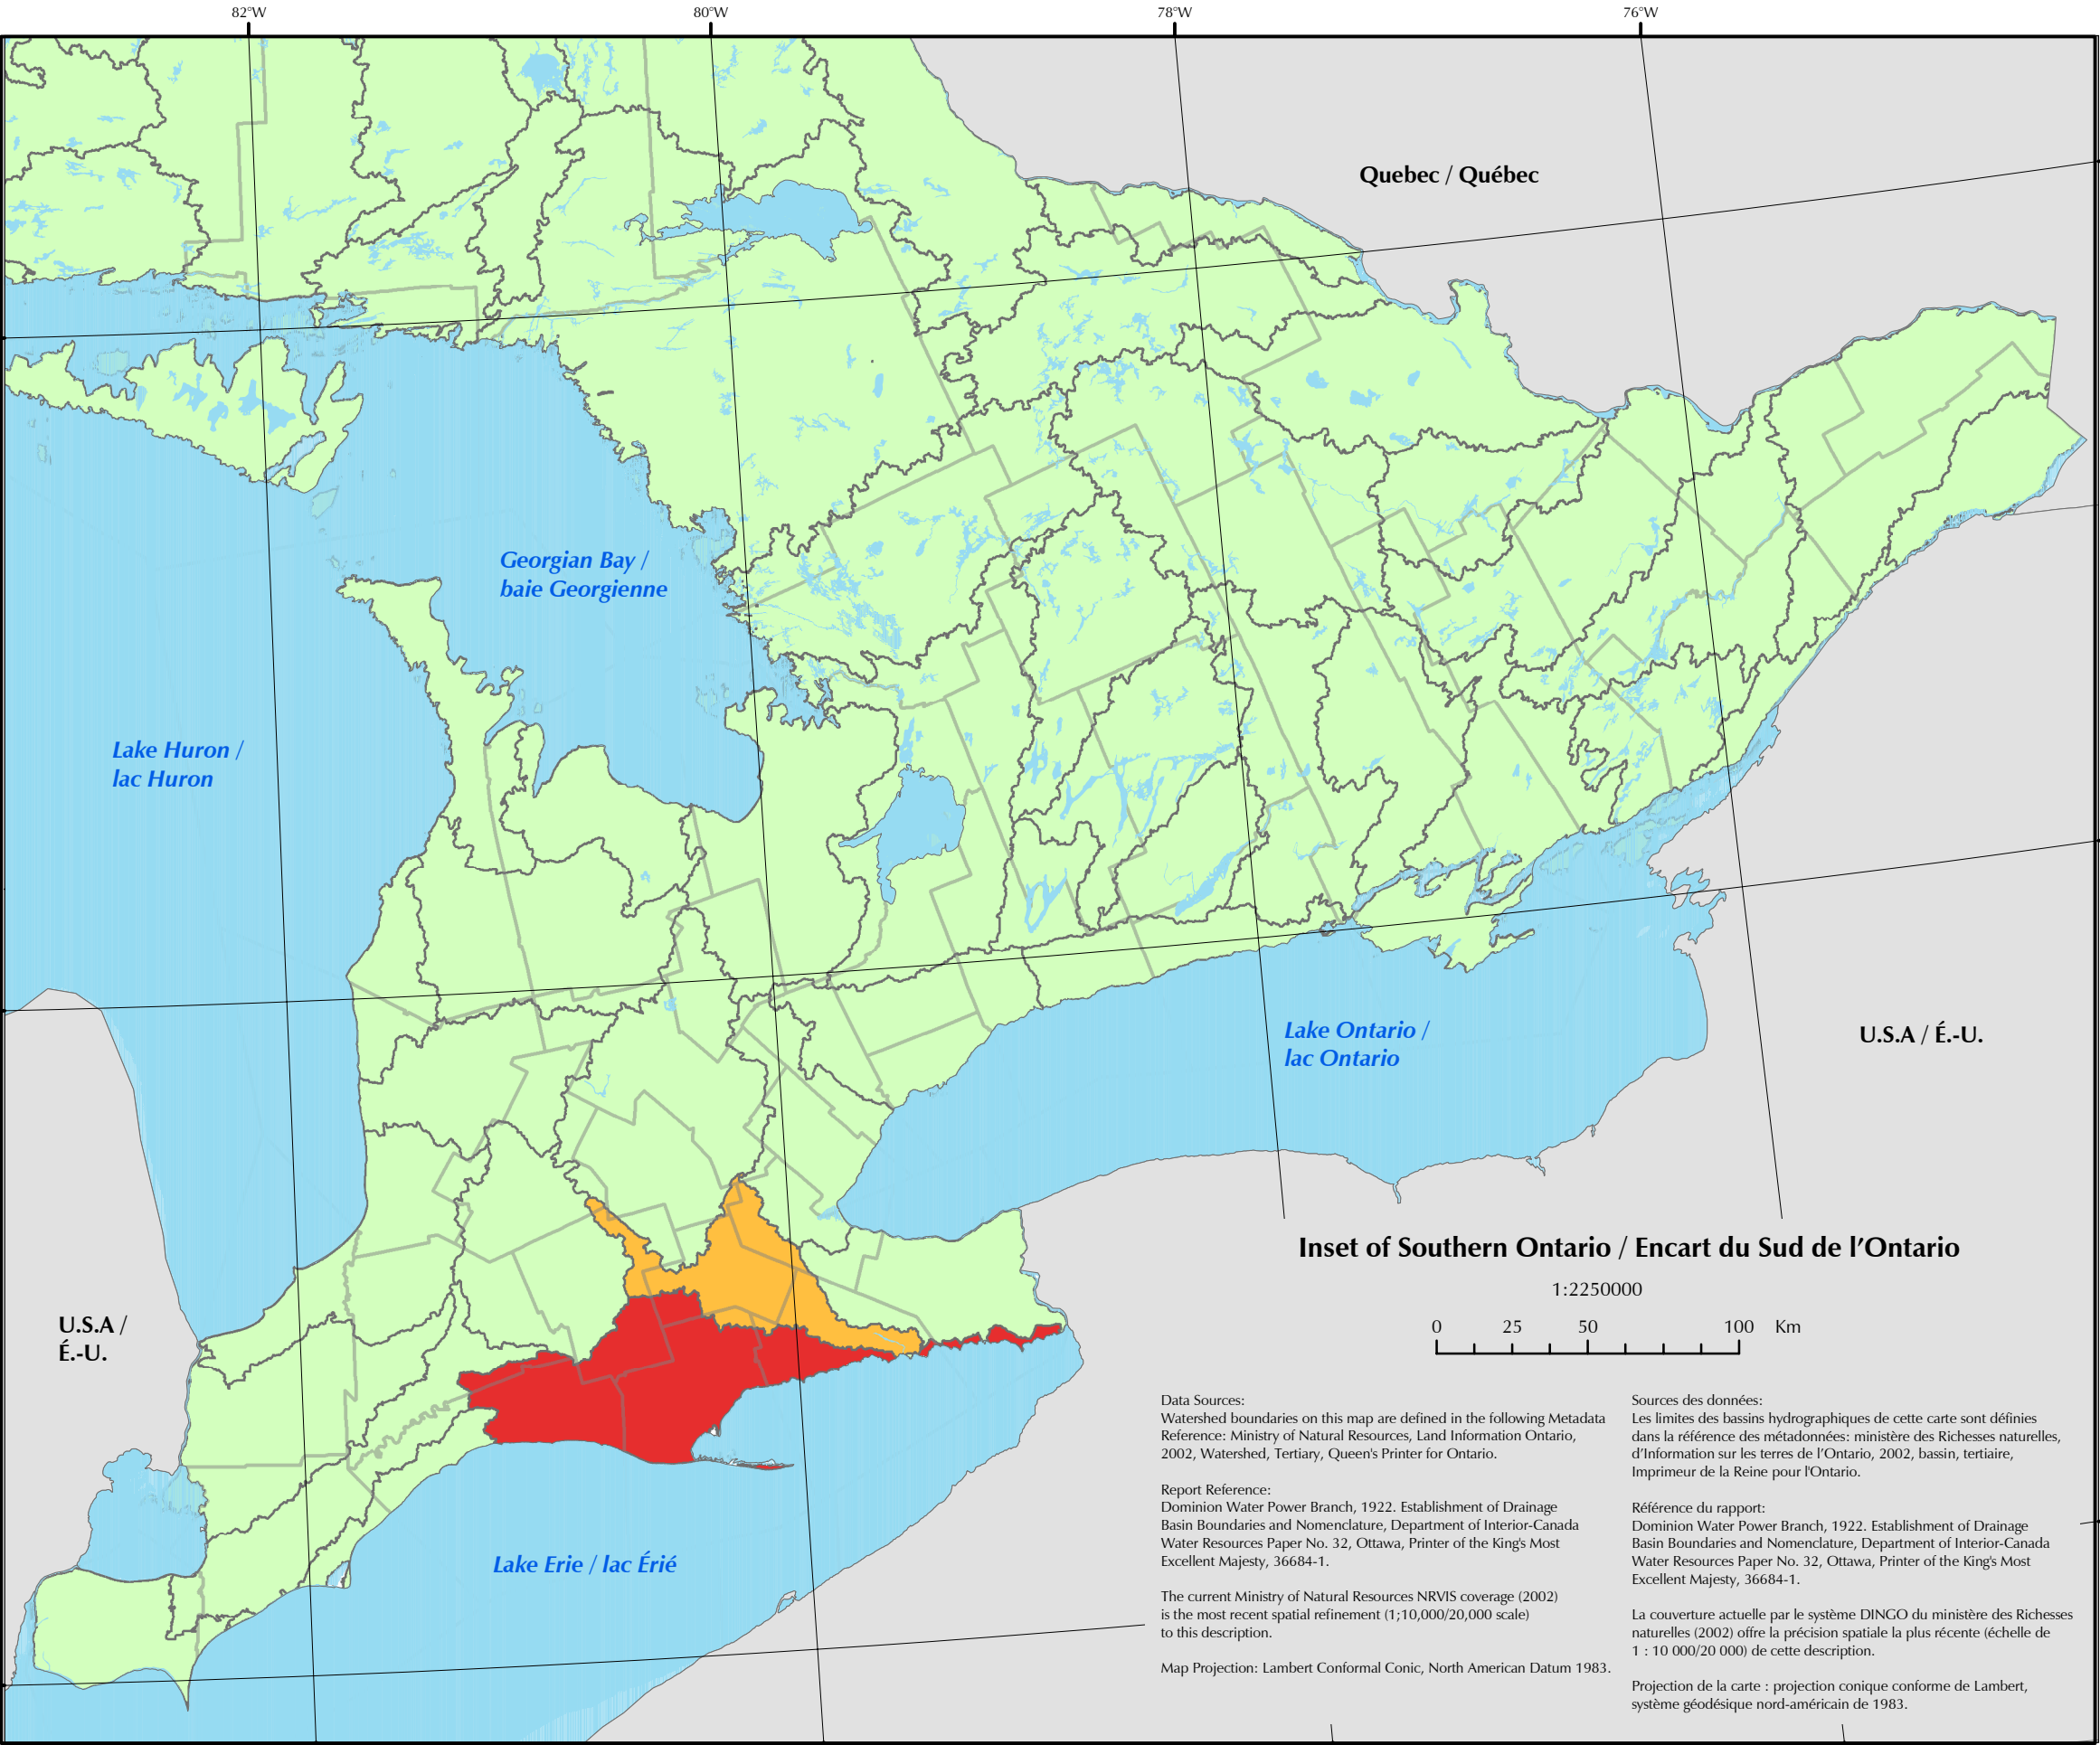 82°W
80°W
78°W
76°W
Quebec / Québec
Georgian Bay /
baie Georgienne
Lake Huron /
lac Huron
Lake Ontario /
lac Ontario
U.S.A / É.-U.
Inset of Southern Ontario / Encart du Sud de l'Ontario
1:2250000
0 25 50 100 Km
U.S.A /
É.-U.
Lake Erie / lac Érié
Data Sources:
Watershed boundaries on this map are defined in the following Metadata
Reference: Ministry of Natural Resources, Land Information Ontario,
2002, Watershed, Tertiary, Queen's Printer for Ontario.
Report Reference:
Dominion Water Power Branch, 1922. Establishment of Drainage
Basin Boundaries and Nomenclature, Department of Interior-Canada
Water Resources Paper No. 32, Ottawa, Printer of the King's Most
Excellent Majesty, 36684-1.
The current Ministry of Natural Resources NRVIS coverage (2002)
is the most recent spatial refinement (1;10,000/20,000 scale)
to this description.
Map Projection: Lambert Conformal Conic, North American Datum 1983.
Sources des données:
Les limites des bassins hydrographiques de cette carte sont définies
dans la référence des métadonnées: ministère des Richesses naturelles,
d'Information sur les terres de l'Ontario, 2002, bassin, tertiaire,
Imprimeur de la Reine pour l'Ontario.
Référence du rapport:
Dominion Water Power Branch, 1922. Establishment of Drainage
Basin Boundaries and Nomenclature, Department of Interior-Canada
Water Resources Paper No. 32, Ottawa, Printer of the King's Most
Excellent Majesty, 36684-1.
La couverture actuelle par le système DINGO du ministère des Richesses
naturelles (2002) offre la précision spatiale la plus récente (échelle de
1 : 10 000/20 000) de cette description.
Projection de la carte : projection conique conforme de Lambert,
système géodésique nord-américain de 1983.